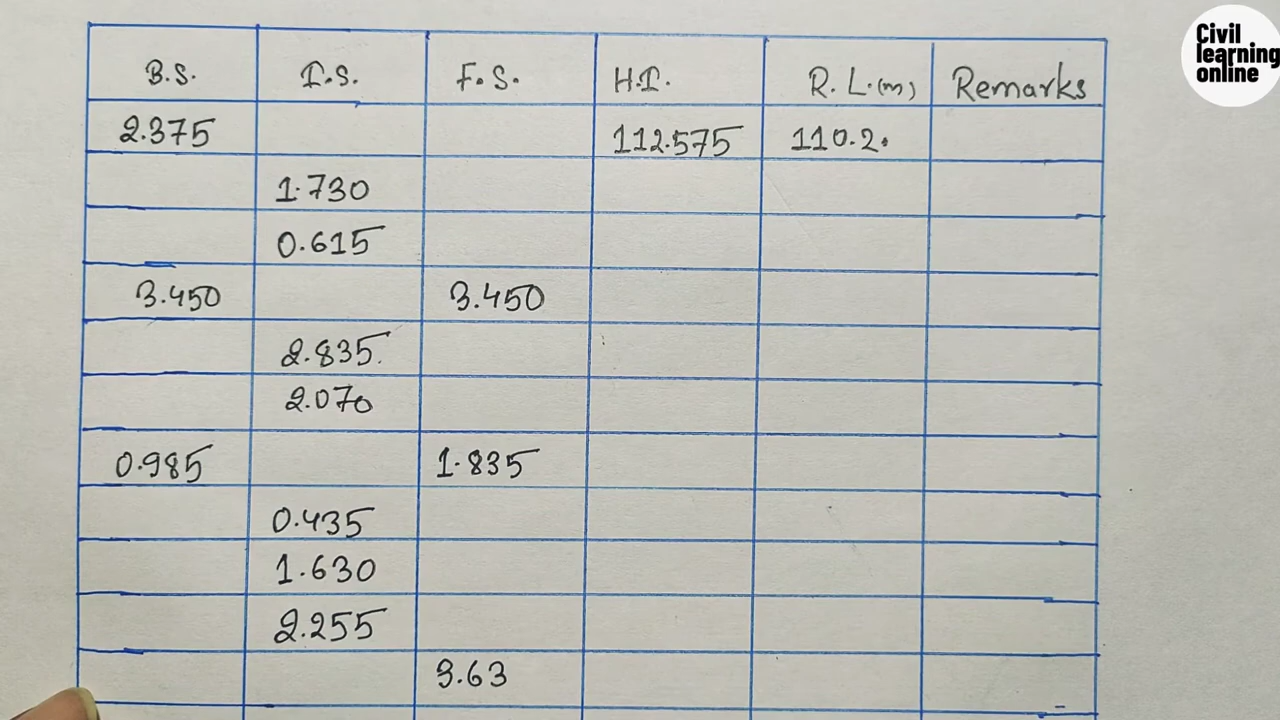 Civil
learning
online
B.S. I.S. F.S. H.I. R.L.(m) Remarks
2.375 112.575 110.2
1.730
0.615
3.450 3.450
2.835
2.070
0.985 1.835
0.435
1.630
2.255
3.63